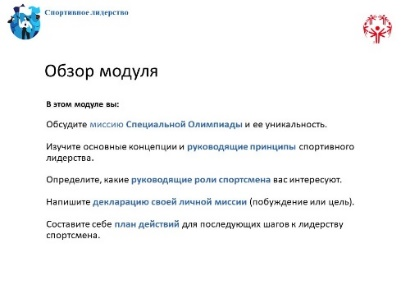 Спортивное лидерство
Обзор модуля
В этом модуле вы:
Обсудите миссию Специальной Олимпиады и ее уникальность.
Изучите основные концепции и руководящие принципы спортивного
лидерства.
Определите, какие руководящие роли спортсмена вас интересуют.
Напишите декларацию своей личной миссии (побуждение или цель).
Составите себе план действий для последующих шагов к лидерству
спортсмена.